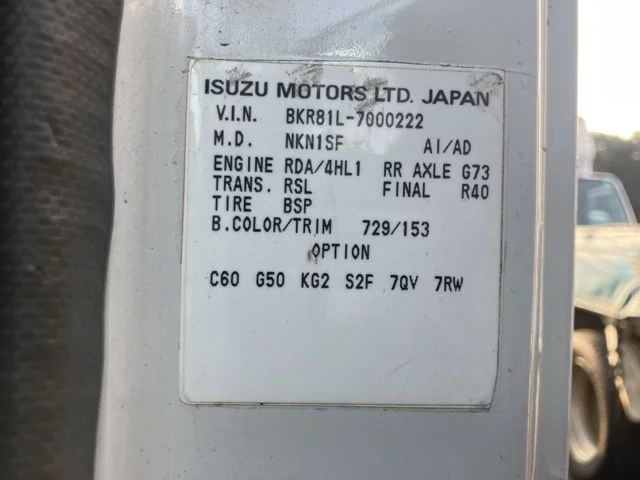 ISUZU MOTORS LTD. JAPAN
V.I.N. BKR81L-7000222
M.D. NKN1SF AI/AD
ENGINE RDA/4HL1 RR AXLE G73
TRANS. RSL FINAL R40
TIRE BSP
B.COLOR/TRIM 729/153
OPTION
C60 G50 KG2 S2F 7QV 7RW